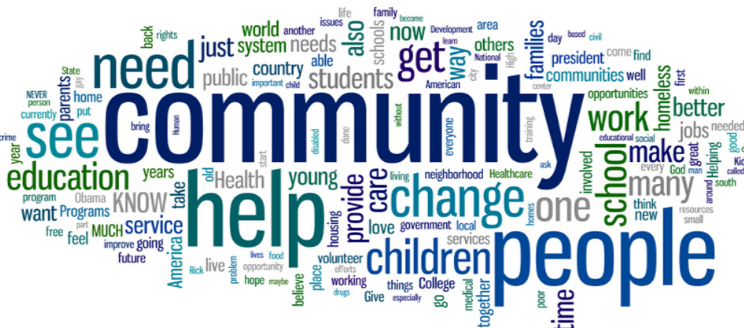 community
help
people
need
see
education
change
children
get
school
work
many
one
care
provide
students
make
KNOW
service
young
want
Programs
just
system
world
another
needs
issues
life
also
family
become
schools
now
Development
area
way
others
learn
National
High
city
American
families
day
based
civil
president
come
find
communities
well
center
opportunities
homeless
first
within
better
jobs
needed
educational
social
good
great
Helping
every
God
man
Kid
called
south
around
think
new
resources
small
involved
training
everyone
without
ask
Healthcare
neighborhood
living
homes
love
government
local
services
volunteer
efforts
working
drugs
things
College
Give
especially
go
medical
together
poor
time
housing
place
believe
lives
food
opportunity
hope
maybe
problem
live
Rick
America
going
improve
future
MUCH
part
free
feel
Obama
program
take
old
Health
start
years
year
crime
currently
person
NEVER
State
parents
home
put
pay
back
rights
public
country
able
important
child
bring
Human
disabled
done